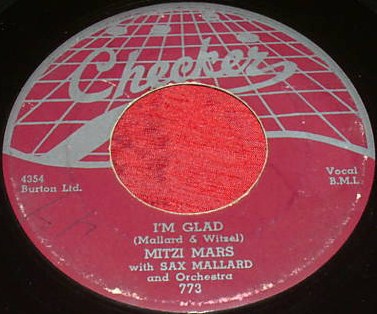 Checker
4354
Burton Ltd.
Vocal
B.M.I.
I'M GLAD
(Mallard & Witzel)
MITZI MARS
with SAX MALLARD
and Orchestra
773